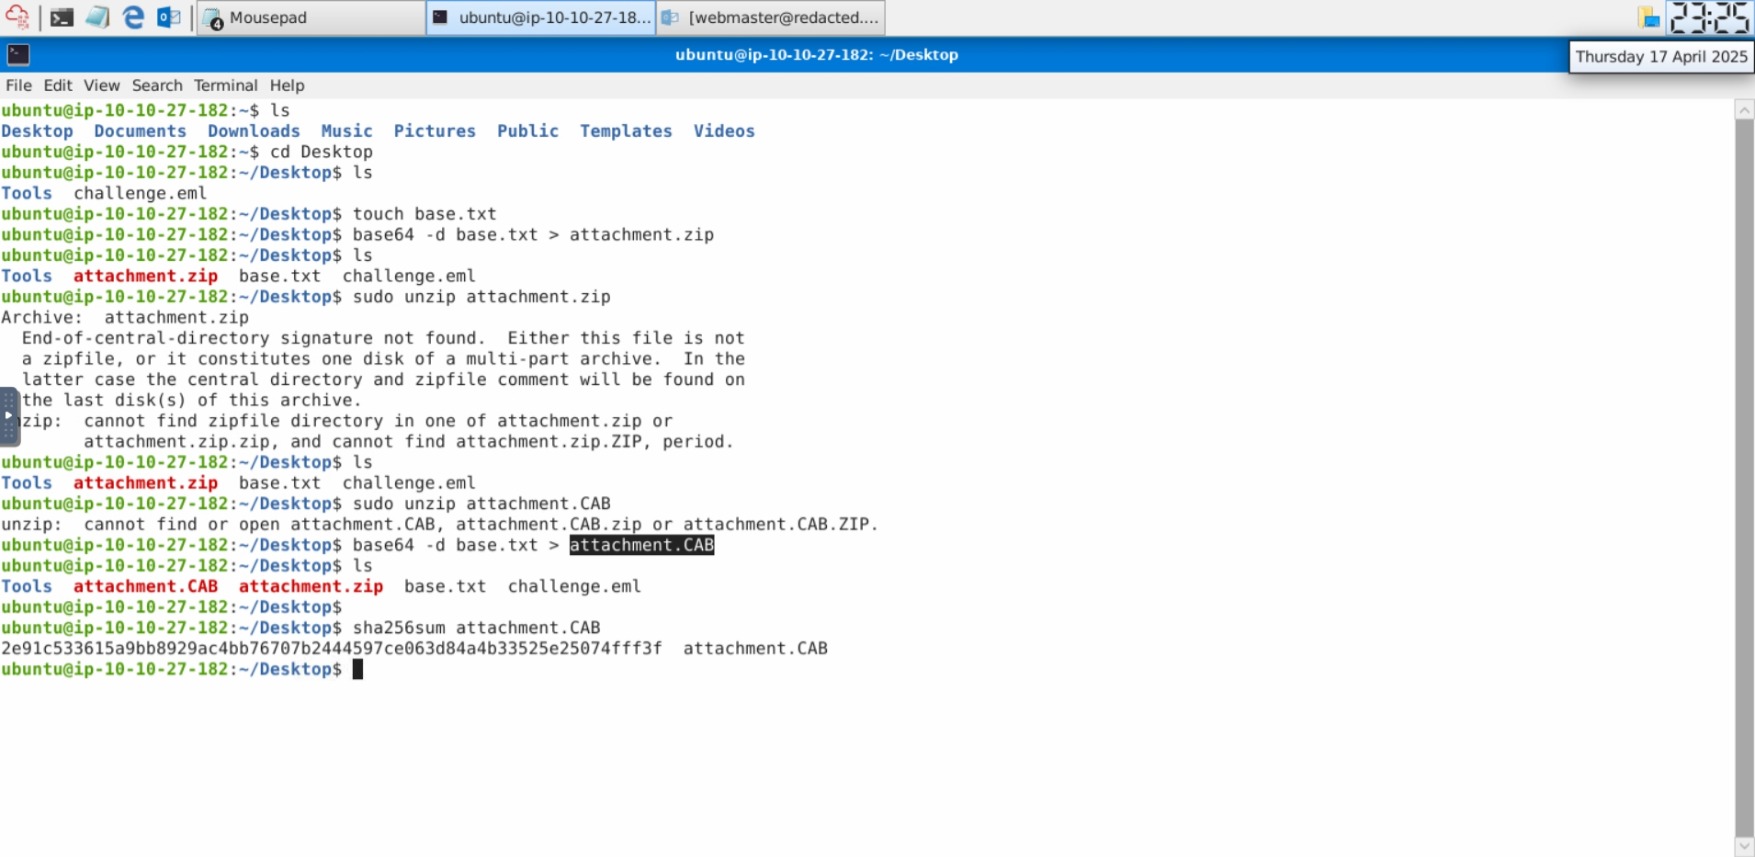 Mousepad
ubuntu@ip-10-10-27-18...
[webmaster@redacted....
23:25
ubuntu@ip-10-10-27-182: ~/Desktop
Thursday 17 April 2025
File Edit View Search Terminal Help
ubuntu@ip-10-10-27-182:~$ ls
Desktop  Documents  Downloads  Music  Pictures  Public  Templates  Videos
ubuntu@ip-10-10-27-182:~$ cd Desktop
ubuntu@ip-10-10-27-182:~/Desktop$ ls
Tools  challenge.eml
ubuntu@ip-10-10-27-182:~/Desktop$ touch base.txt
ubuntu@ip-10-10-27-182:~/Desktop$ base64 -d base.txt > attachment.zip
ubuntu@ip-10-10-27-182:~/Desktop$ ls
Tools  attachment.zip  base.txt  challenge.eml
ubuntu@ip-10-10-27-182:~/Desktop$ sudo unzip attachment.zip
Archive:  attachment.zip
  End-of-central-directory signature not found.  Either this file is not
  a zipfile, or it constitutes one disk of a multi-part archive.  In the
  latter case the central directory and zipfile comment will be found on
  the last disk(s) of this archive.
zip:  cannot find zipfile directory in one of attachment.zip or
        attachment.zip.zip, and cannot find attachment.zip.ZIP, period.
ubuntu@ip-10-10-27-182:~/Desktop$ ls
Tools  attachment.zip  base.txt  challenge.eml
ubuntu@ip-10-10-27-182:~/Desktop$ sudo unzip attachment.CAB
unzip:  cannot find or open attachment.CAB, attachment.CAB.zip or attachment.CAB.ZIP.
ubuntu@ip-10-10-27-182:~/Desktop$ base64 -d base.txt > attachment.CAB
ubuntu@ip-10-10-27-182:~/Desktop$ ls
Tools  attachment.CAB  attachment.zip  base.txt  challenge.eml
ubuntu@ip-10-10-27-182:~/Desktop$
ubuntu@ip-10-10-27-182:~/Desktop$ sha256sum attachment.CAB
2e91c533615a9bb8929ac4bb76707b2444597ce063d84a4b33525e25074fff3f  attachment.CAB
ubuntu@ip-10-10-27-182:~/Desktop$